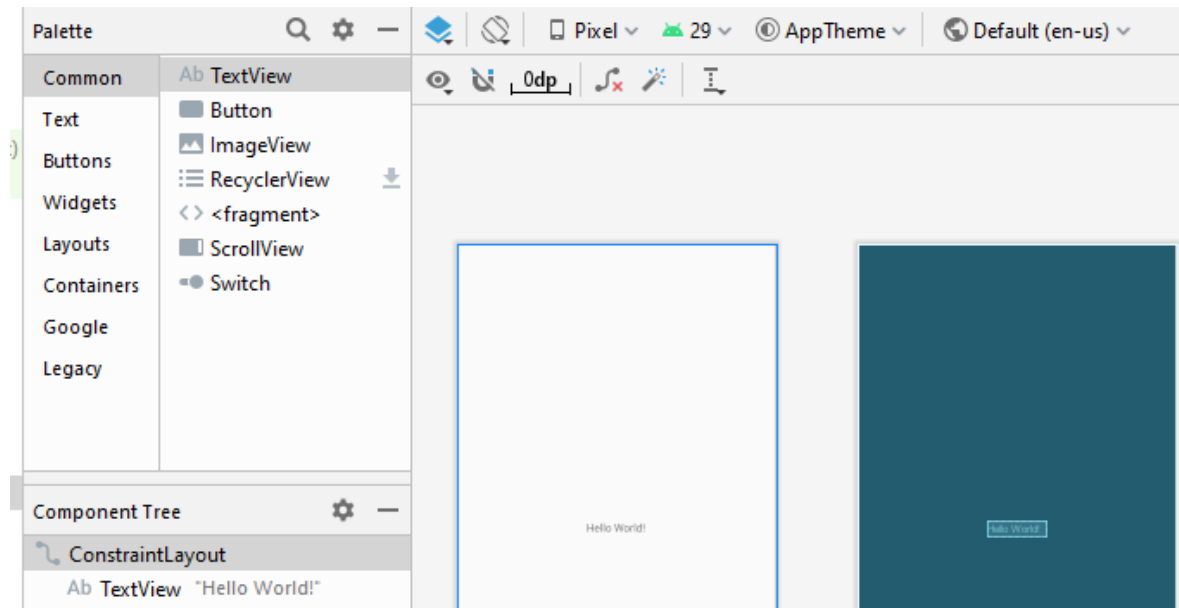 Palette
Pixel
29
AppTheme
Default (en-us)
Common
Text
Buttons
Widgets
Layouts
Containers
Google
Legacy
Ab TextView
Button
ImageView
RecyclerView
<fragment>
ScrollView
Switch
0dp
Component Tree
ConstraintLayout
Ab TextView "Hello World!"
Hello World!
Hello World!